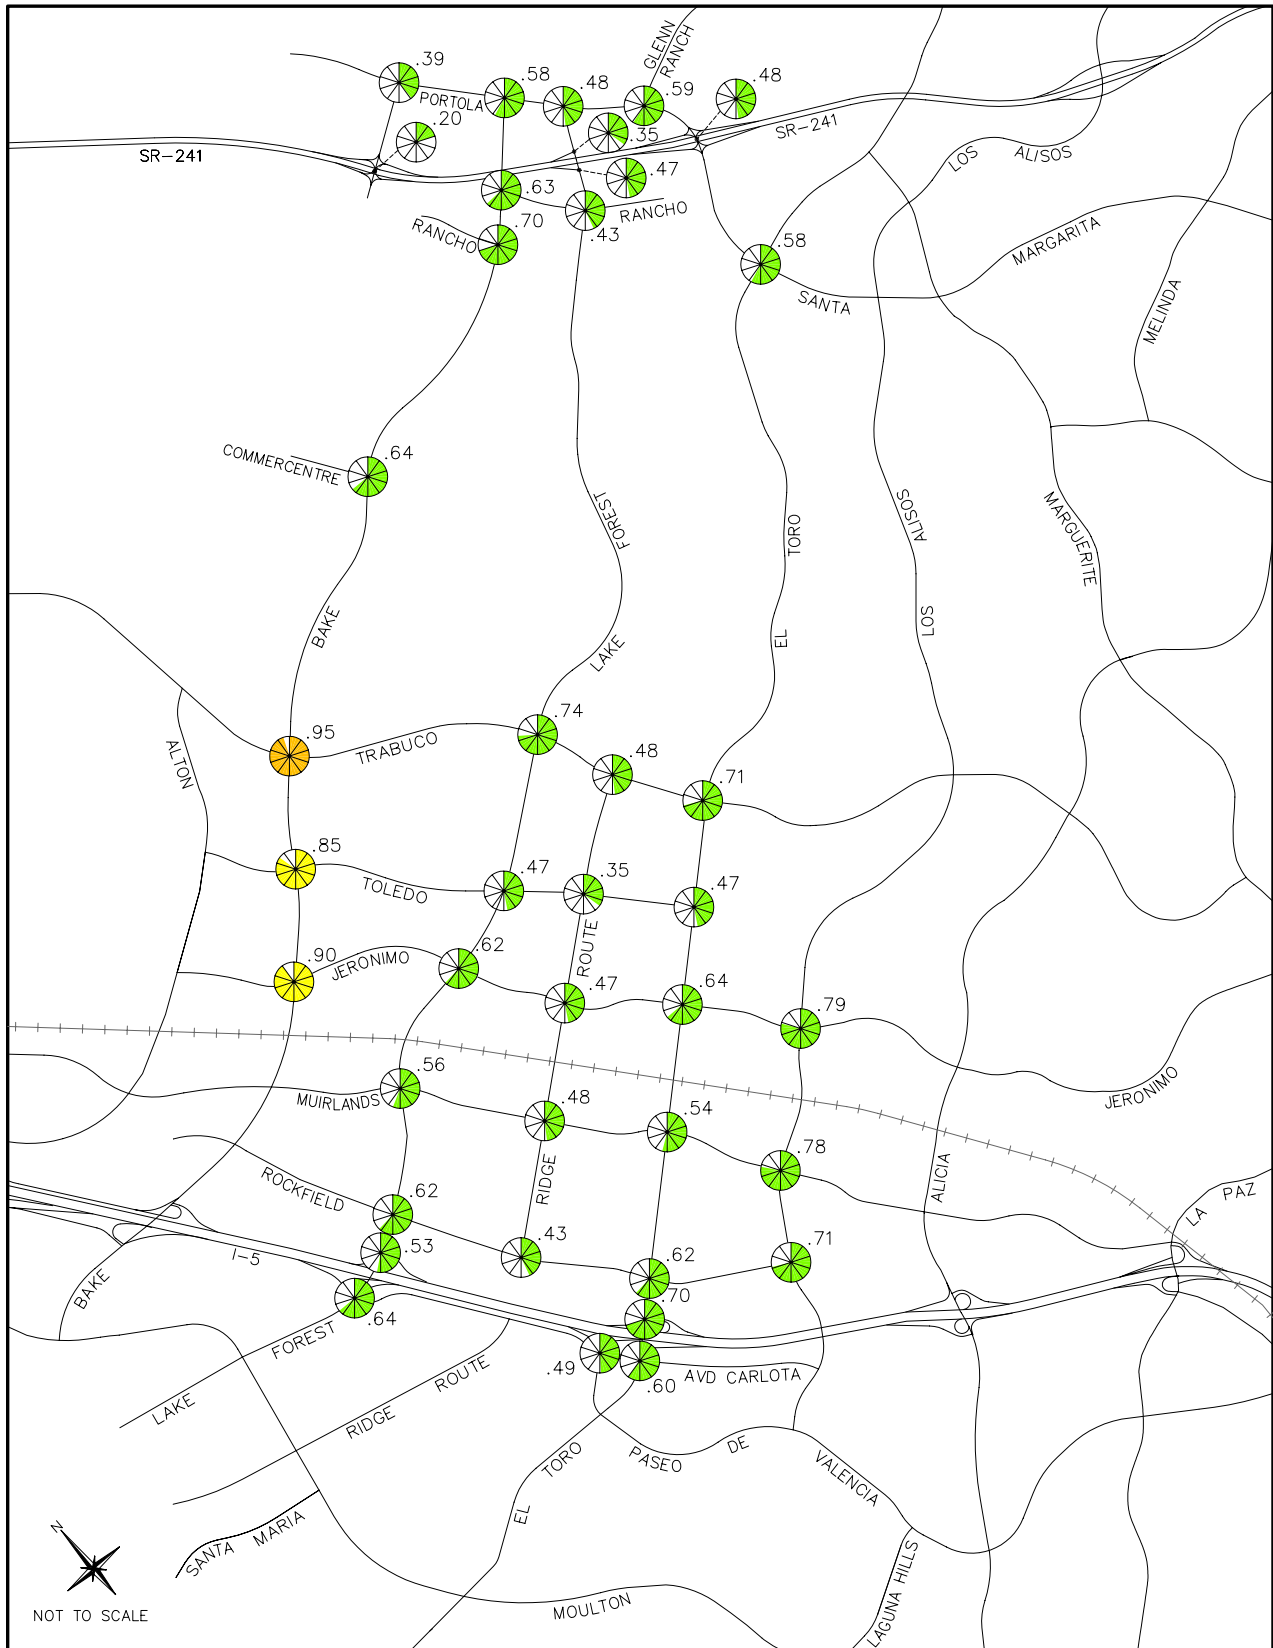 GLENN
RANCH
.39
.58
.48
.59
.48
PORTOLA
.20
.35
SR-241
SR-241
.47
.63
RANCHO
.43
.70
RANCHO
LOS
ALISOS
MARGARITA
.58
SANTA
MELINDA
COMMERCENTRE
.64
FOREST
TORO
ALISOS
MARGUERITE
BAKE
LAKE
EL
LOS
.95
TRABUCO
.74
.48
.71
ALTON
.85
TOLEDO
.47
.35
.47
.90
JERONIMO
.62
ROUTE
.47
.64
.79
JERONIMO
.56
MUIRLANDS
.48
.54
.78
ROCKFIELD
.62
RIDGE
ALICIA
LA PAZ
I-5
.53
.43
.62
.71
BAKE
.64
.70
FOREST
.49
.60
AVD CARLOTA
LAKE
ROUTE
RIDGE
TORO
PASEO
DE
VALENCIA
EL
SANTA MARIA
N
NOT TO SCALE
MOULTON
LAGUNA HILLS